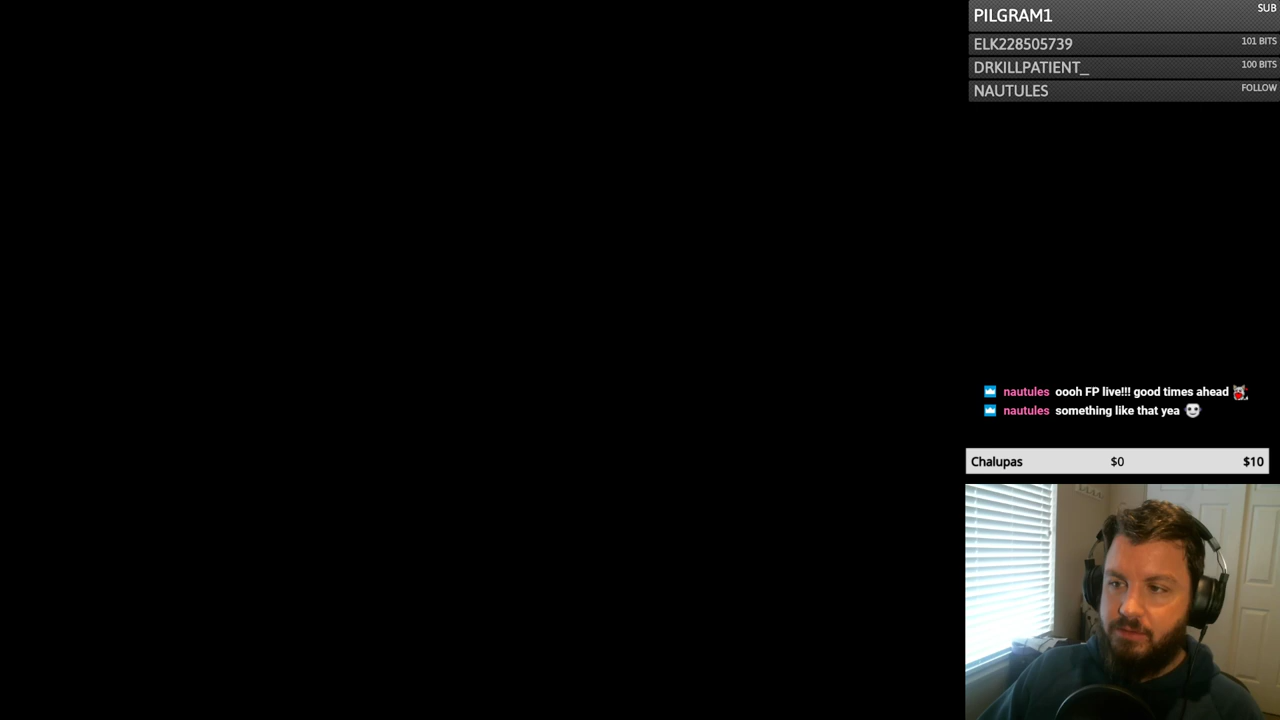 PILGRAM1 SUB
ELK228505739 101 BITS
DRKILLPATIENT_ 100 BITS
NAUTULES FOLLOW
nautules oooh FP live!!! good times ahead
nautules something like that yea
Chalupas $0 $10